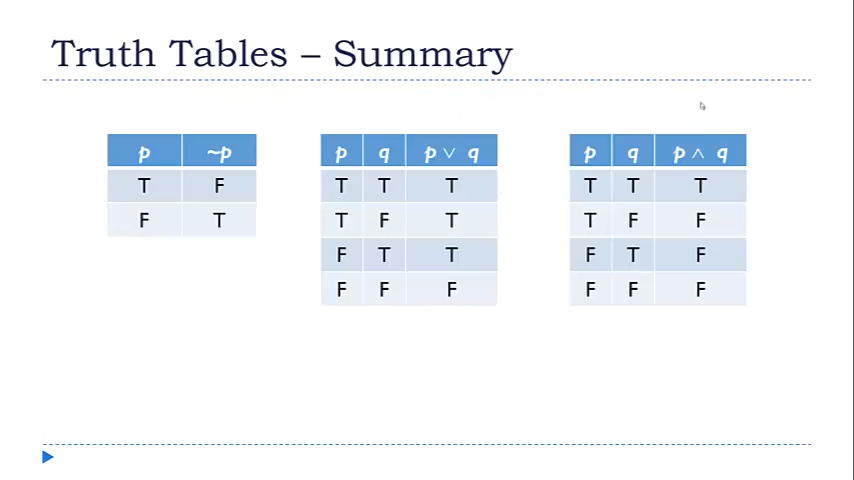 Truth Tables – Summary
p ~p
T F
F T
p q p ∨ q
T T T
T F T
F T T
F F F
p q p ∧ q
T T T
T F F
F T F
F F F